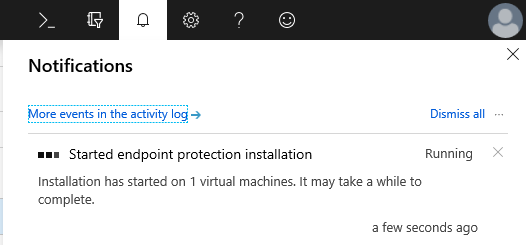 Notifications
More events in the activity log → Dismiss all ...
Started endpoint protection installation Running
Installation has started on 1 virtual machines. It may take a while to
complete.
a few seconds ago